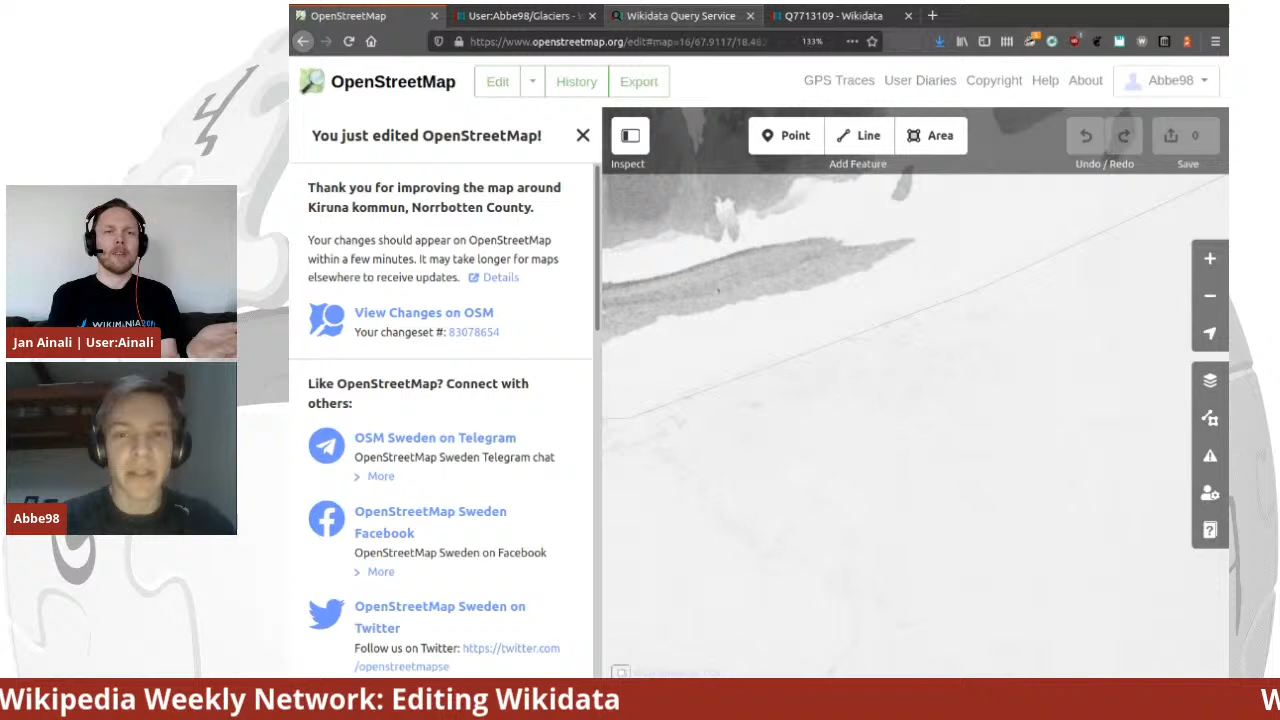 OpenStreetMap
User:Abbe98/Glaciers -
Wikidata Query Service
Q7713109 - Wikidata
https://www.openstreetmap.org/edit#map=16/67.9117/18.46
133%
OpenStreetMap
Edit
History
Export
GPS Traces
User Diaries
Copyright
Help
About
Abbe98
You just edited OpenStreetMap!
Inspect
Point
Line
Area
Add Feature
Undo / Redo
0
Save
Thank you for improving the map around
Kiruna kommun, Norrbotten County.
Your changes should appear on OpenStreetMap
within a few minutes. It may take longer for maps
elsewhere to receive updates. Details
View Changes on OSM
Your changeset #: 83078654
Like OpenStreetMap? Connect with
others:
OSM Sweden on Telegram
OpenStreetMap Sweden Telegram chat
> More
OpenStreetMap Sweden
Facebook
OpenStreetMap Sweden on Facebook
> More
OpenStreetMap Sweden on
Twitter
Follow us on Twitter: https://twitter.com
/openstreetmapse
Jan Ainali | User:Ainali
Abbe98
Wikipedia Weekly Network: Editing Wikidata
W